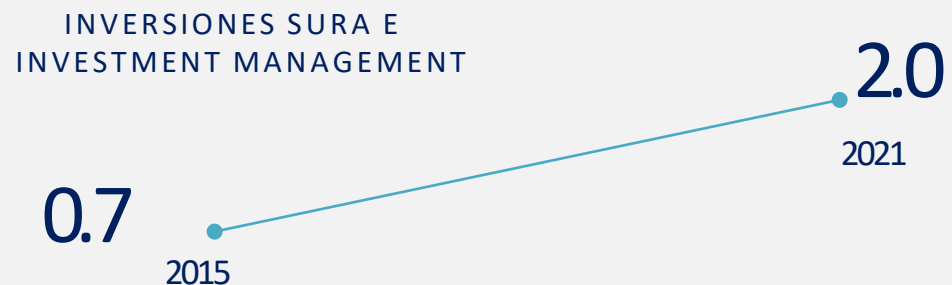 INVERSIONES SURA E
INVESTMENT MANAGEMENT
2.0
2021
0.7
2015